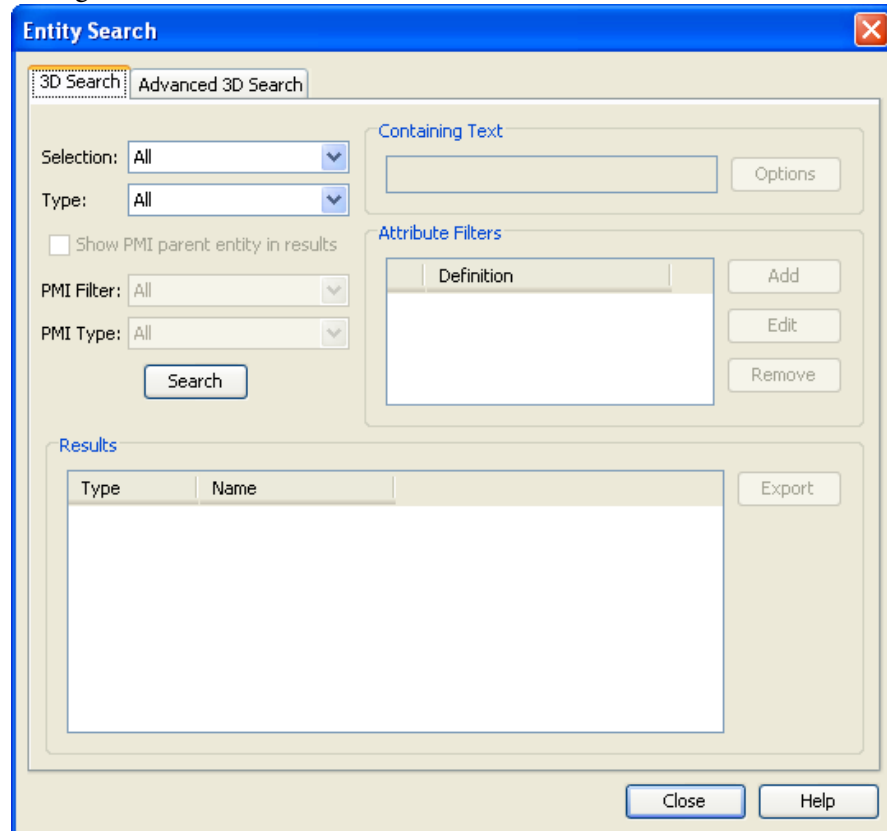 Entity Search
3D Search
Advanced 3D Search
Selection: All
Type: All
Show PMI parent entity in results
PMI Filter: All
PMI Type: All
Search
Containing Text
Options
Attribute Filters
Definition
Add
Edit
Remove
Results
Type Name
Export
Close Help